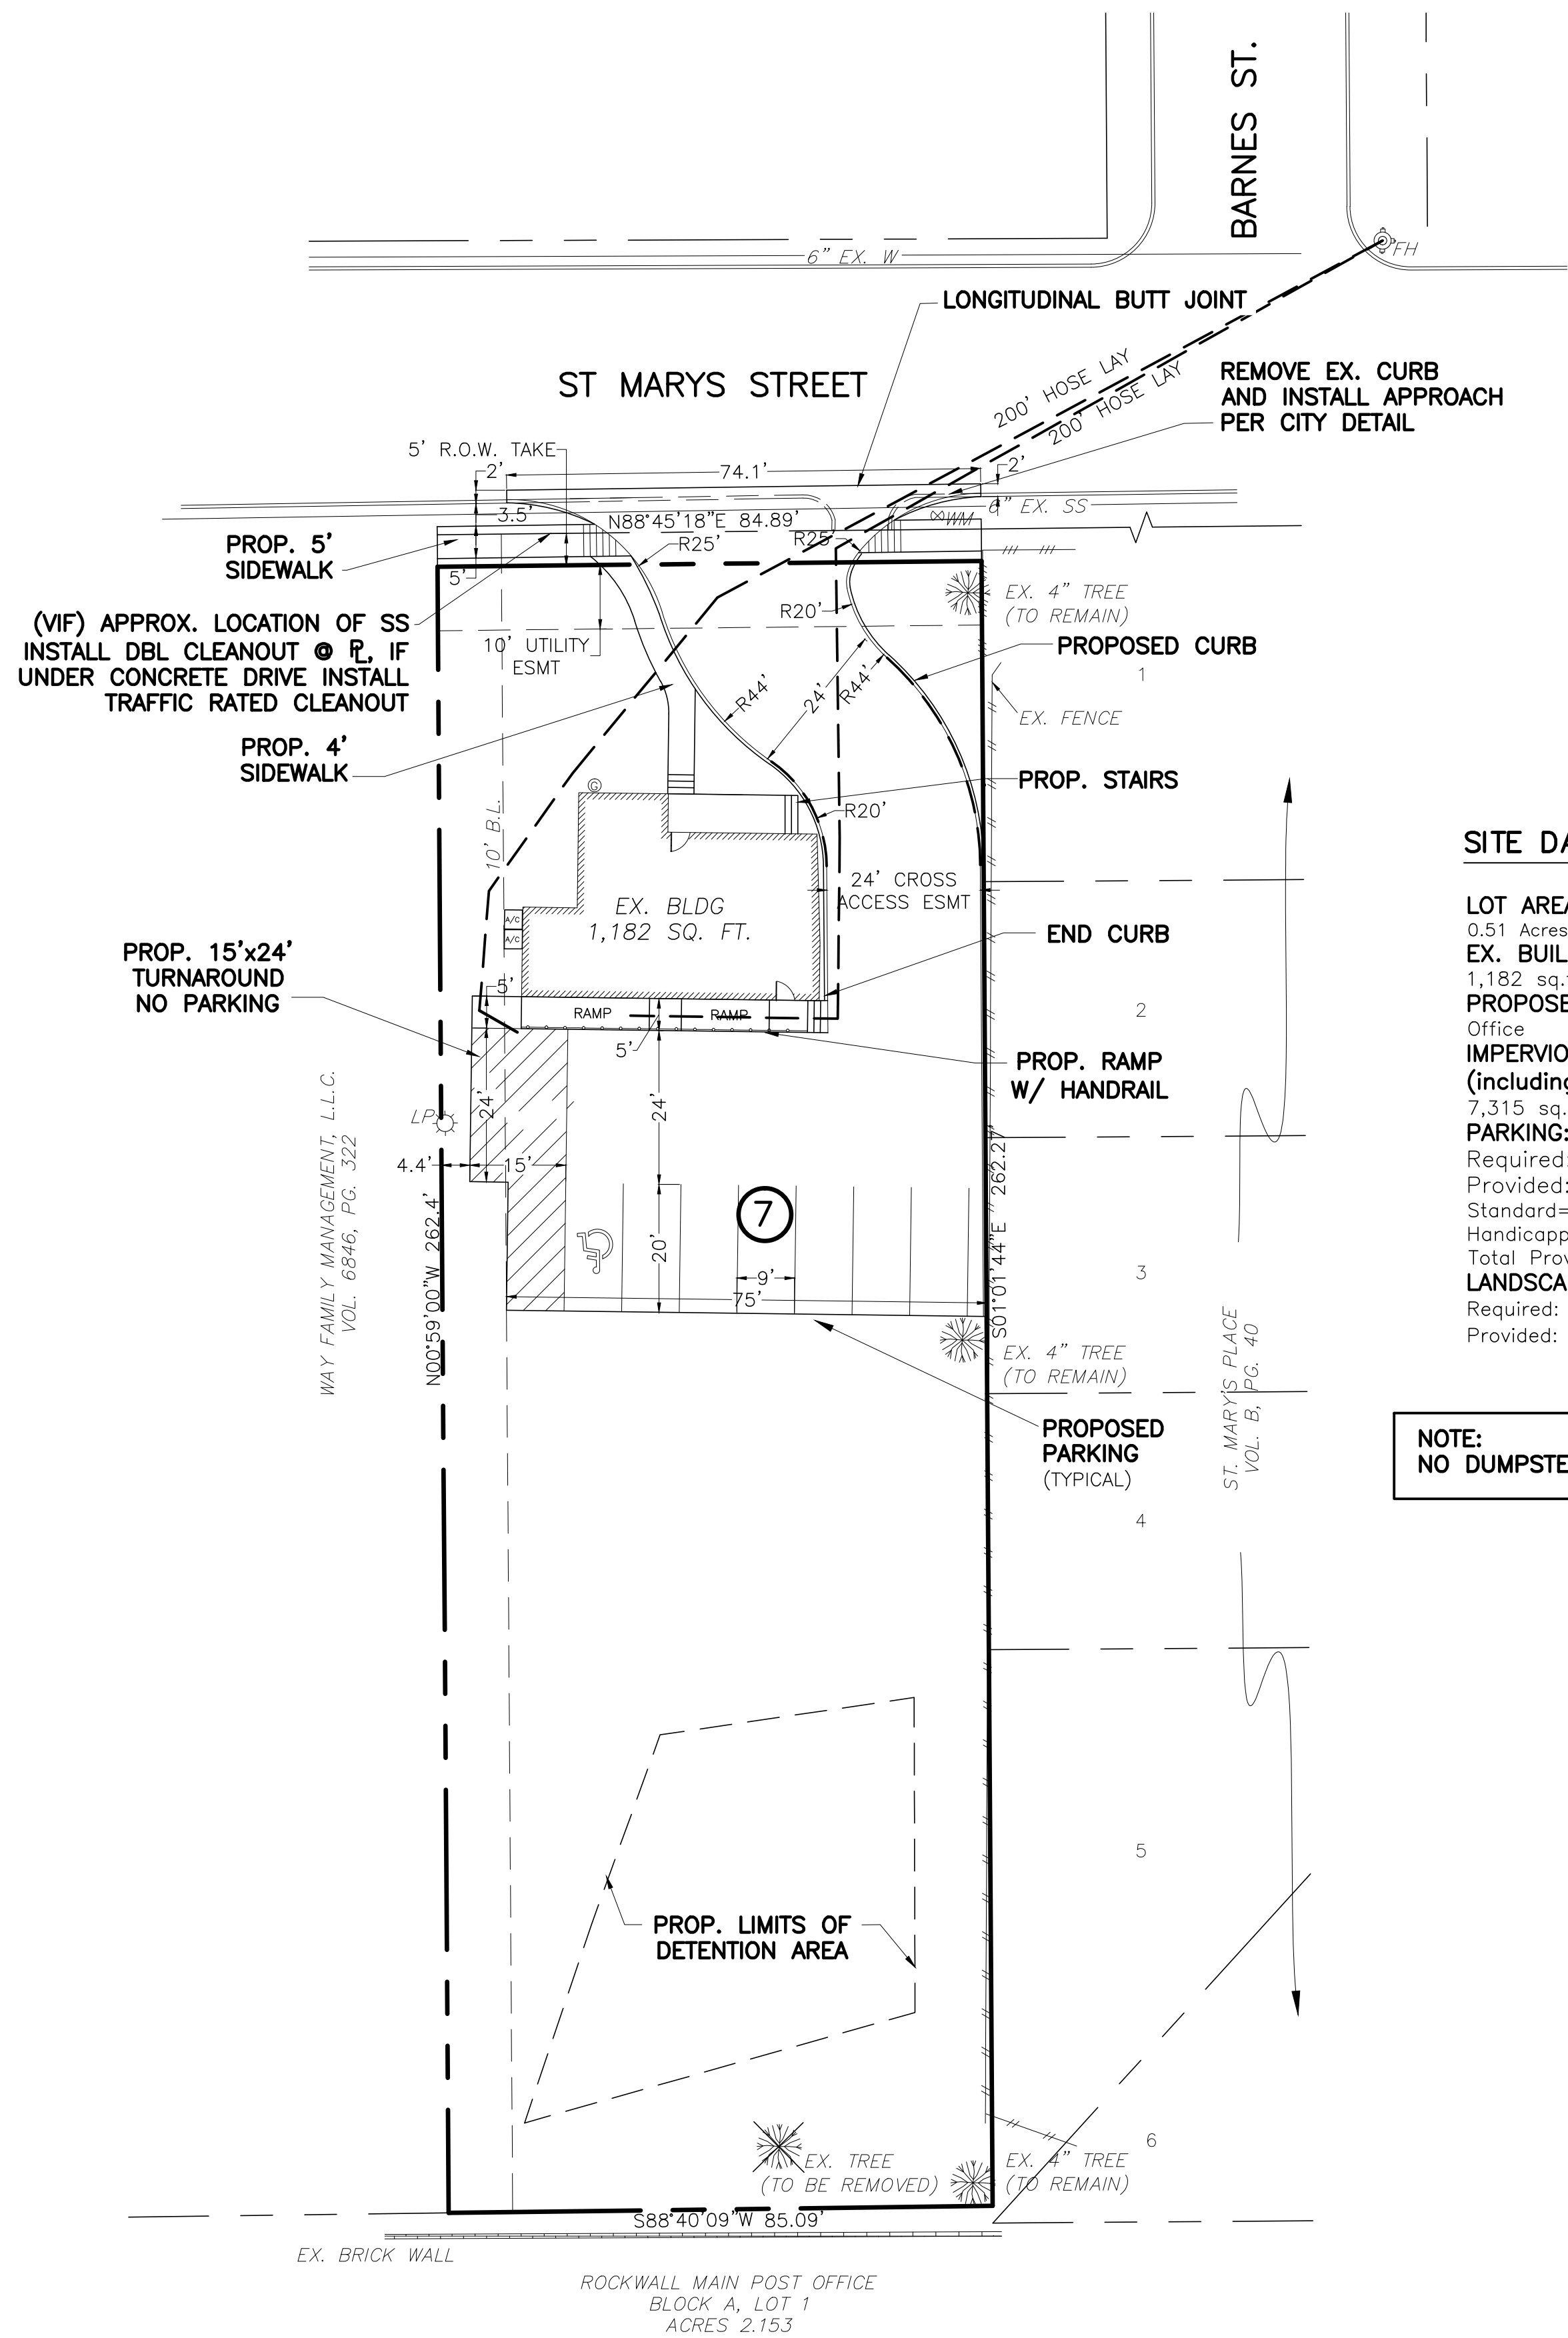 BARNES ST.
6" EX. W
FH
LONGITUDINAL BUTT JOINT
ST MARYS STREET
200' HOSE LAY
200' HOSE LAY
REMOVE EX. CURB
AND INSTALL APPROACH
PER CITY DETAIL
5' R.O.W. TAKE
2'
74.1'
2'
6" EX. SS
3.5'
N88°45'18"E 84.89'
WM
PROP. 5'
SIDEWALK
R25'
R25'
5'
EX. 4" TREE
(TO REMAIN)
R20'
(VIF) APPROX. LOCATION OF SS
INSTALL DBL CLEANOUT @ PL, IF
UNDER CONCRETE DRIVE INSTALL
TRAFFIC RATED CLEANOUT
10' UTILITY
ESMT
PROPOSED CURB
1
R44'
24'
R44'
EX. FENCE
PROP. 4'
SIDEWALK
G
PROP. STAIRS
R20'
10' B.L.
SITE DA
24' CROSS
ACCESS ESMT
EX. BLDG
1,182 SQ. FT.
A/C
A/C
END CURB
LOT AREA
0.51 Acres
EX. BUIL
1,182 sq.
PROPOSE
Office
IMPERVIO
(including
7,315 sq.
PARKING:
Required:
Provided:
Standard=
Handicapp
Total Prov
LANDSCA
Required:
Provided:
PROP. 15'x24'
TURNAROUND
NO PARKING
5'
RAMP
RAMP
2
5'
PROP. RAMP
W/ HANDRAIL
24'
24'
LP
4.4'
15'
WAY FAMILY MANAGEMENT, L.L.C.
VOL. 6846, PG. 322
N00°59'00"W 262.4'
S01°01'44"E 262.27'
7
20'
9'
75'
3
EX. 4" TREE
(TO REMAIN)
ST. MARY'S PLACE
VOL. B, PG. 40
PROPOSED
PARKING
(TYPICAL)
NOTE:
NO DUMPSTE
4
5
PROP. LIMITS OF
DETENTION AREA
6
EX. TREE
(TO BE REMOVED)
EX. 4" TREE
(TO REMAIN)
S88°40'09"W 85.09'
EX. BRICK WALL
ROCKWALL MAIN POST OFFICE
BLOCK A, LOT 1
ACRES 2.153